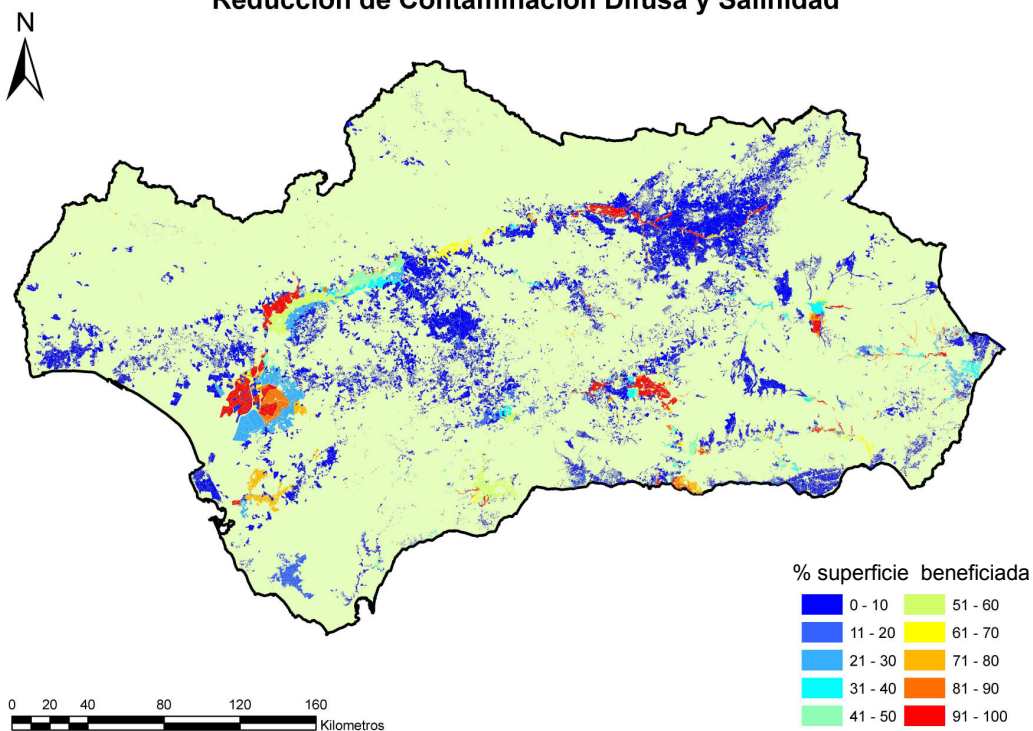 Reducción de Contaminación Difusa y Salinidad
N
% superficie beneficiada
0 - 10
11 - 20
21 - 30
31 - 40
41 - 50
51 - 60
61 - 70
71 - 80
81 - 90
91 - 100
0 20 40 80 120 160
Kilometros